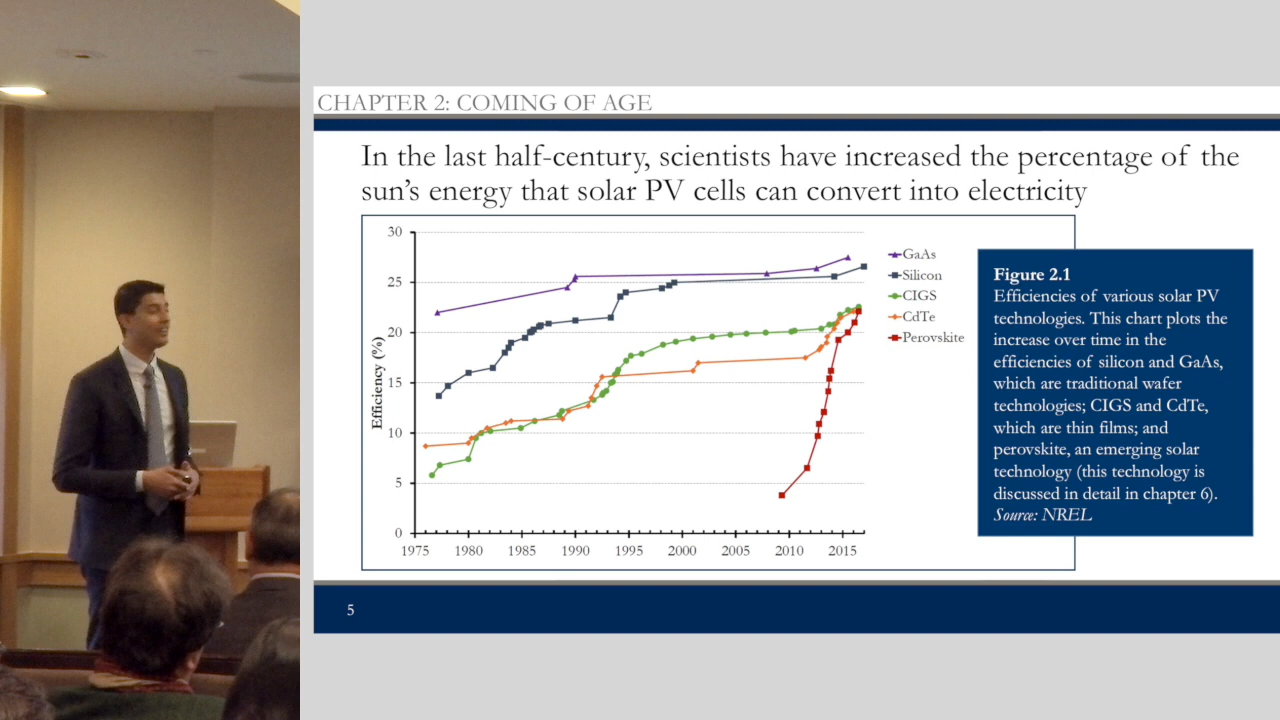 CHAPTER 2: COMING OF AGE
In the last half-century, scientists have increased the percentage of the
sun's energy that solar PV cells can convert into electricity
30
25
20
15
10
5
0
Efficiency (%)
1975 1980 1985 1990 1995 2000 2005 2010 2015
GaAs
Silicon
CIGS
CdTe
Perovskite
Figure 2.1
Efficiencies of various solar PV
technologies. This chart plots the
increase over time in the
efficiencies of silicon and GaAs,
which are traditional wafer
technologies; CIGS and CdTe,
which are thin films; and
perovskite, an emerging solar
technology (this technology is
discussed in detail in chapter 6).
Source: NREL
5